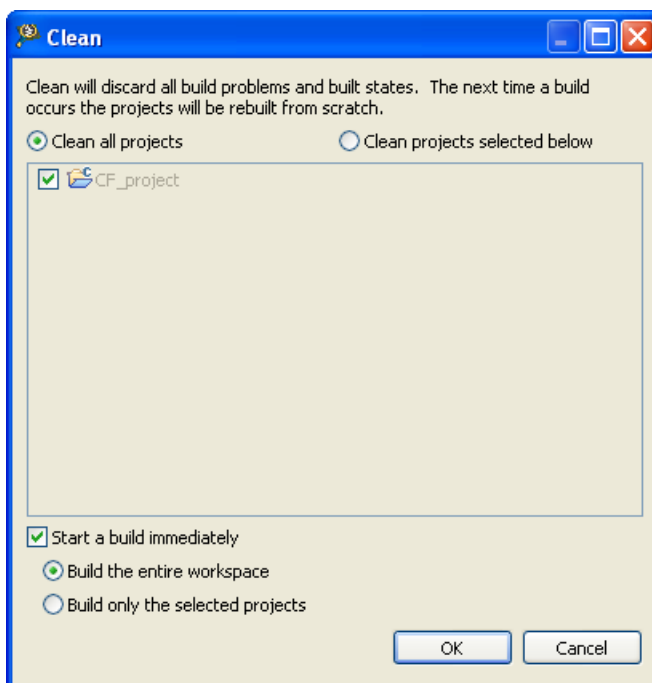 Clean
Clean will discard all build problems and built states.  The next time a build
occurs the projects will be rebuilt from scratch.
Clean all projects
Clean projects selected below
CF_project
Start a build immediately
Build the entire workspace
Build only the selected projects
OK
Cancel